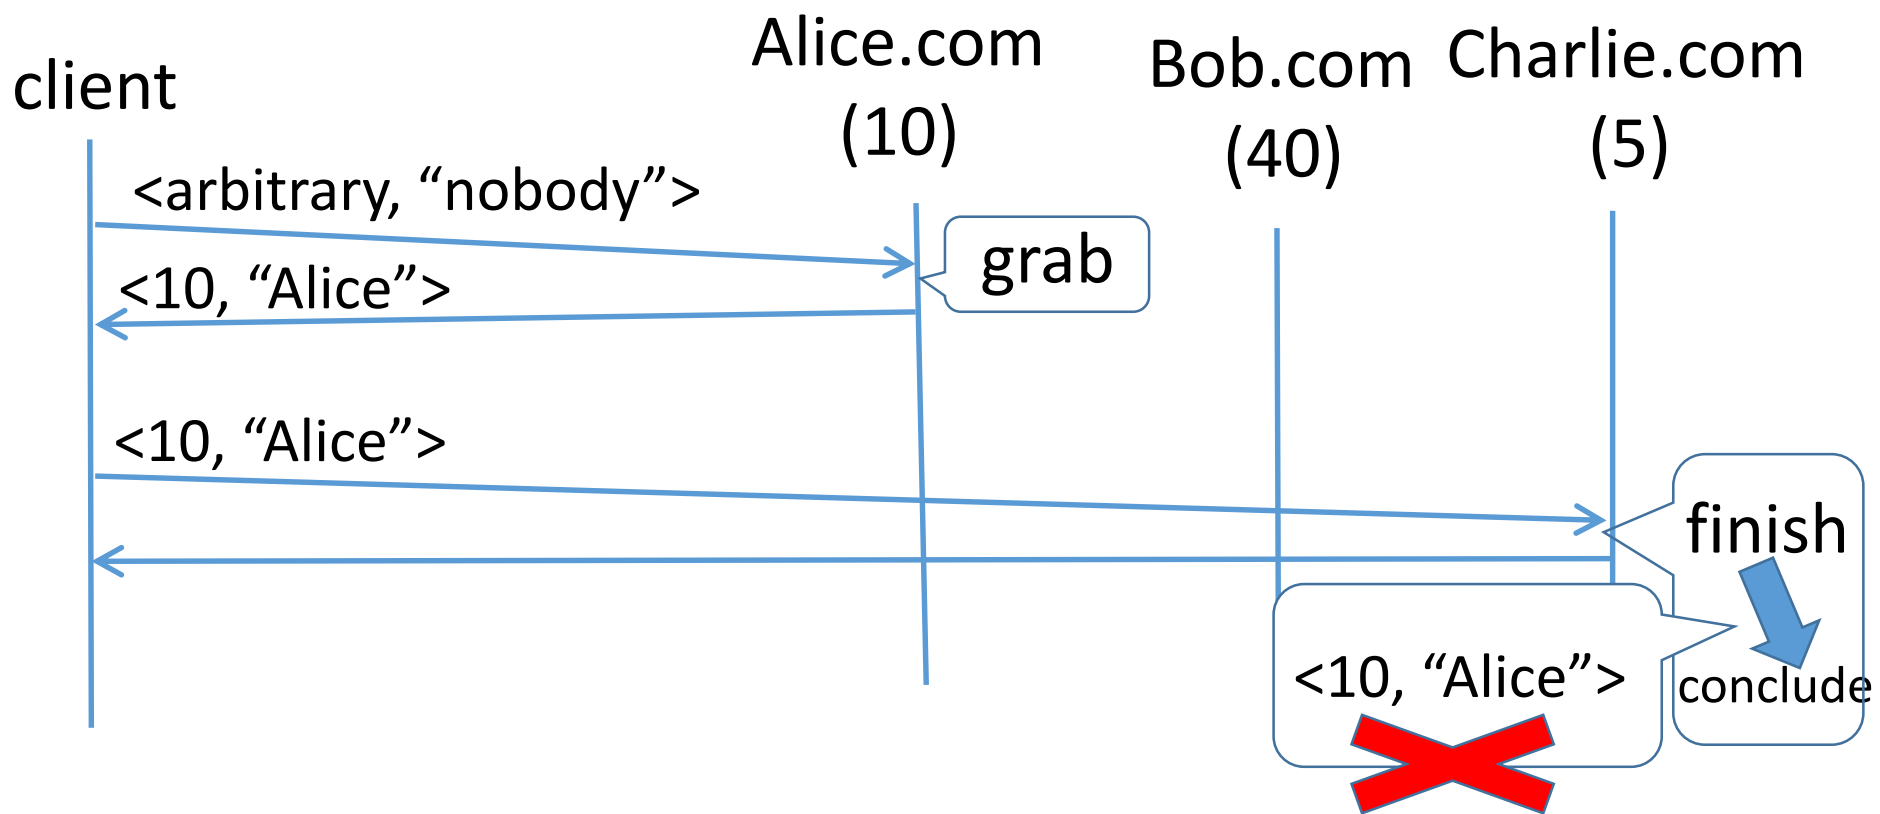 client
Alice.com
(10)
Bob.com
(40)
Charlie.com
(5)
<arbitrary, “nobody”>
grab
<10, “Alice”>
<10, “Alice”>
finish
conclude
<10, “Alice”>